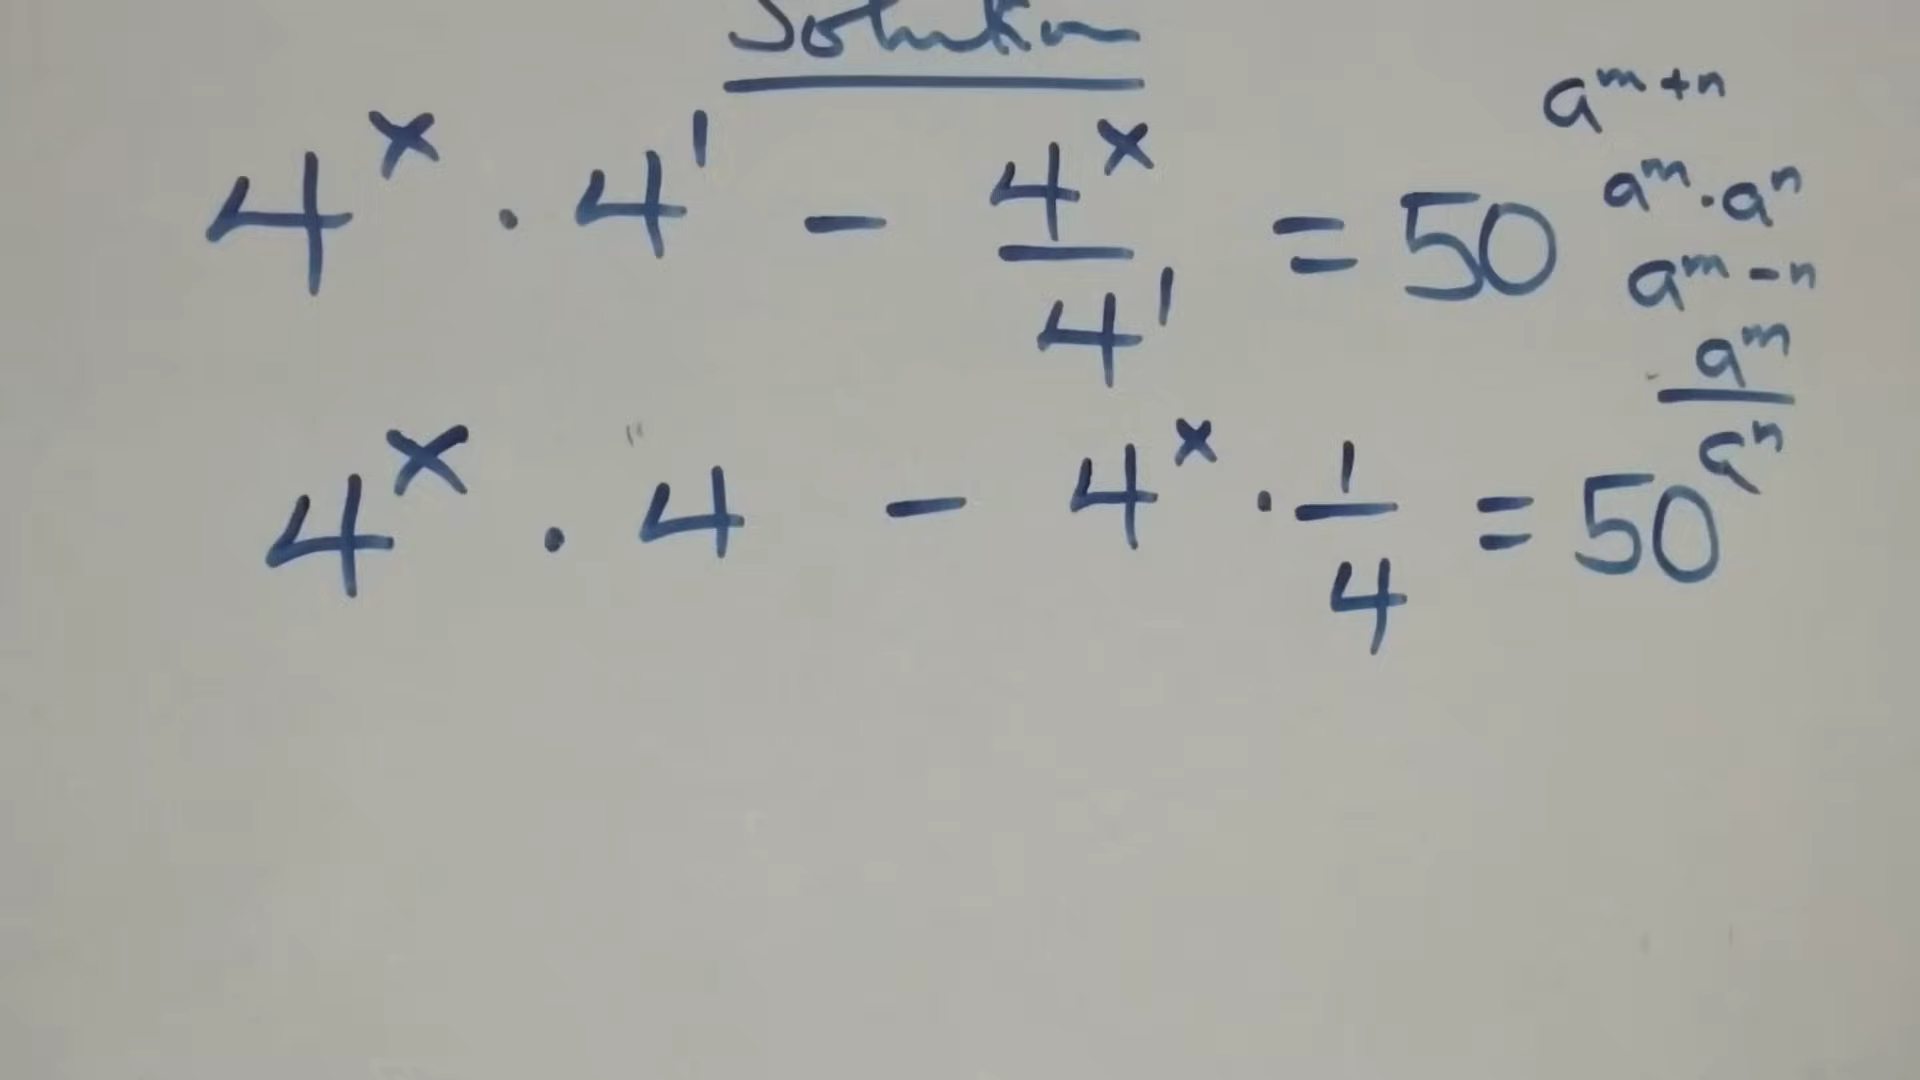 Solution
4^x · 4^1 - 4^x/4^1 = 50
4^x · 4 - 4^x · 1/4 = 50
a^m+n
a^m · a^n
a^m-n
a^m/a^n